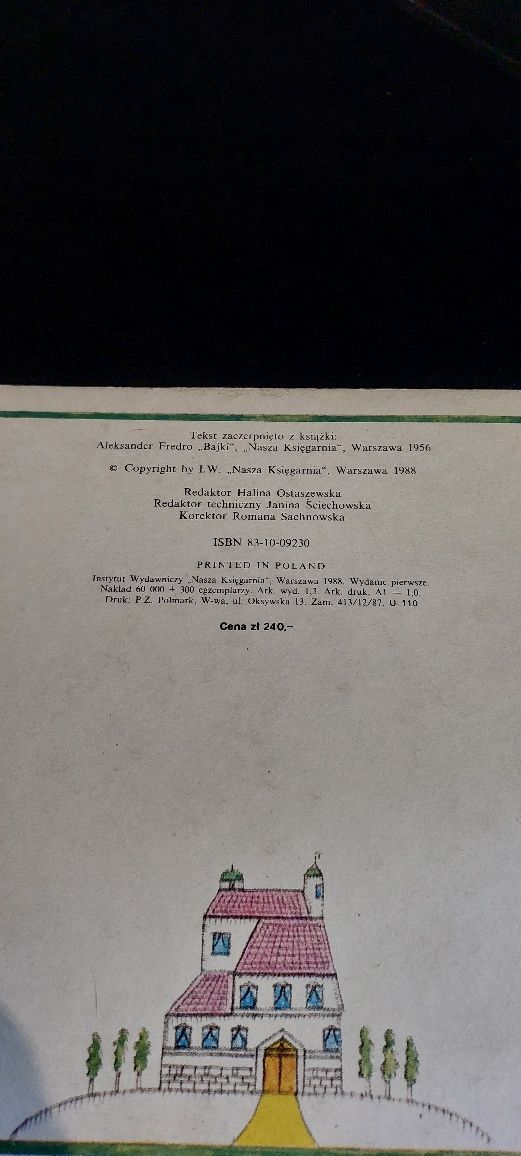 Tekst zaczerpnięto z książki:
Aleksander Fredro „Bajki“, „Nasza Księgarnia“, Warszawa 1956
© Copyright by I.W. „Nasza Księgarnia“, Warszawa 1988
Redaktor Halina Ostaszewska
Redaktor techniczny Janina Ściechowska
Korektor Romana Sachnowska
ISBN 83-10-09230
PRINTED IN POLAND
Instytut Wydawniczy „Nasza Księgarnia“, Warszawa 1988. Wydanie pierwsze.
Nakład 60 000 + 300 egzemplarzy. Ark. wyd. 1,3. Ark. druk. A1 — 1,0.
Druk: P.Z. Polmark, W-wa, ul. Oksywska 13. Zam. 413/12/87. U-110
Cena zł 240,–